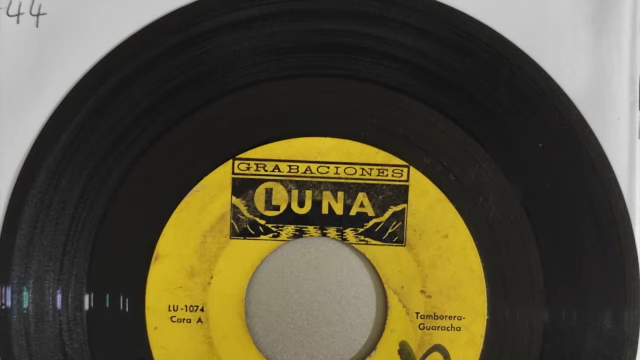 44
GRABACIONES
LUNA
LU-1074
Cara A
Tamborera-
Guaracha